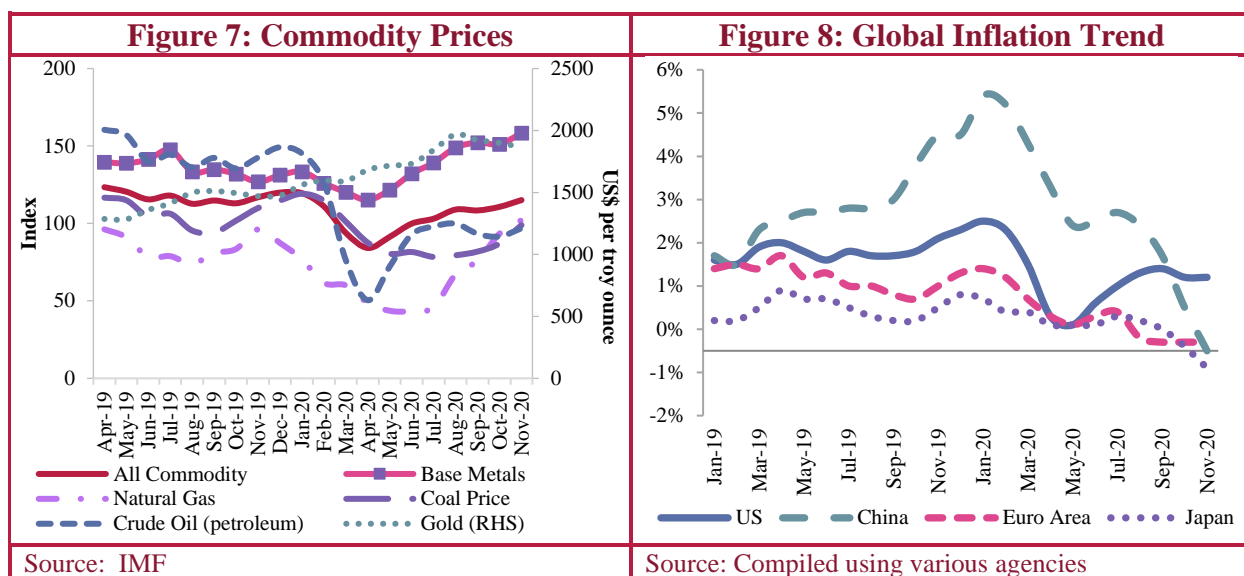 Figure 7: Commodity Prices
200
150
100
50
0
Index
2500
2000
1500
1000
500
0
US$ per troy ounce
Apr-19
May-19
Jun-19
Jul-19
Aug-19
Sep-19
Oct-19
Nov-19
Dec-19
Jan-20
Feb-20
Mar-20
Apr-20
May-20
Jun-20
Jul-20
Aug-20
Sep-20
Oct-20
Nov-20
All Commodity
Base Metals
Natural Gas
Coal Price
Crude Oil (petroleum)
Gold (RHS)
Source: IMF
Figure 8: Global Inflation Trend
6%
5%
4%
3%
2%
1%
0%
-1%
-2%
Jan-19
Mar-19
May-19
Jul-19
Sep-19
Nov-19
Jan-20
Mar-20
May-20
Jul-20
Sep-20
Nov-20
US
China
Euro Area
Japan
Source: Compiled using various agencies